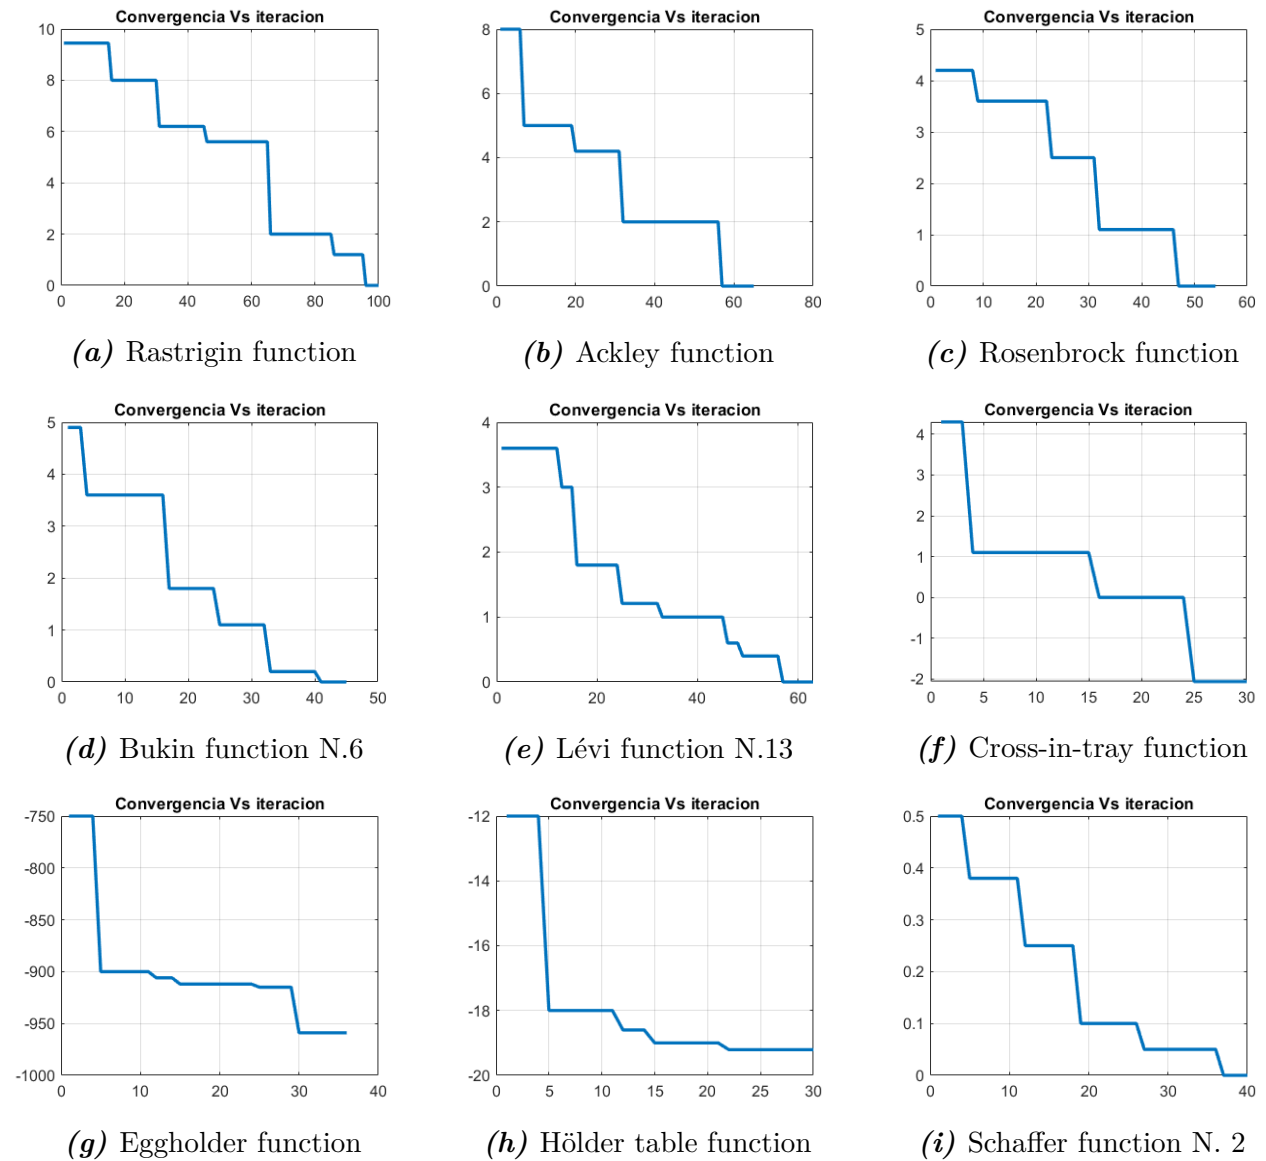 Convergencia Vs iteracion
10
8
6
4
2
0
0 20 40 60 80 100
(a) Rastrigin function
Convergencia Vs iteracion
8
6
4
2
0
0 20 40 60 80
(b) Ackley function
Convergencia Vs iteracion
5
4
3
2
1
0
0 10 20 30 40 50 60
(c) Rosenbrock function
Convergencia Vs iteracion
5
4
3
2
1
0
0 10 20 30 40 50
(d) Bukin function N.6
Convergencia Vs iteracion
4
3
2
1
0
20 40 60
(e) Lévi function N.13
Convergencia Vs iteracion
4
3
2
1
0
-1
-2
0 5 10 15 20 25 30
(f) Cross-in-tray function
Convergencia Vs iteracion
-750
-800
-850
-900
-950
-1000
0 10 20 30 40
(g) Eggholder function
Convergencia Vs iteracion
-12
-14
-16
-18
-20
0 5 10 15 20 25 30
(h) Hölder table function
Convergencia Vs iteracion
0.5
0.4
0.3
0.2
0.1
0
0 10 20 30 40
(i) Schaffer function N. 2